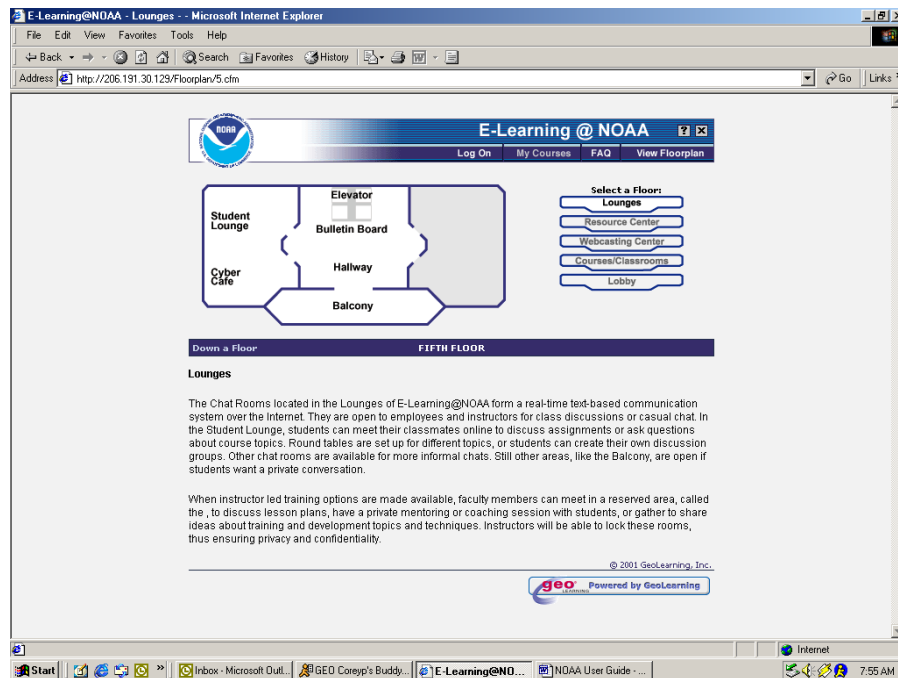 E-Learning@NOAA - Lounges - - Microsoft Internet Explorer
File Edit View Favorites Tools Help
Back Search Favorites History
Address http://206.191.30.129/Floorplan/5.cfm Go Links
NOAA
E-Learning @ NOAA
Log On My Courses FAQ View Floorplan
Elevator
Student
Lounge
Bulletin Board
Cyber
Cafe
Hallway
Balcony
Select a Floor:
Lounges
Resource Center
Webcasting Center
Courses/Classrooms
Lobby
Down a Floor FIFTH FLOOR
Lounges
The Chat Rooms located in the Lounges of E-Learning@NOAA form a real-time text-based communication
system over the Internet. They are open to employees and instructors for class discussions or casual chat. In
the Student Lounge, students can meet their classmates online to discuss assignments or ask questions
about course topics. Round tables are set up for different topics, or students can create their own discussion
groups. Other chat rooms are available for more informal chats. Still other areas, like the Balcony, are open if
students want a private conversation.
When instructor led training options are made available, faculty members can meet in a reserved area, called
the , to discuss lesson plans, have a private mentoring or coaching session with students, or gather to share
ideas about training and development topics and techniques. Instructors will be able to lock these rooms,
thus ensuring privacy and confidentiality.
© 2001 GeoLearning, Inc.
geo LEARNING Powered by GeoLearning
Internet
Start Inbox - Microsoft Outl... GEO Coreyp's Buddy... E-Learning@NO... NOAA User Guide - ... 7:55 AM